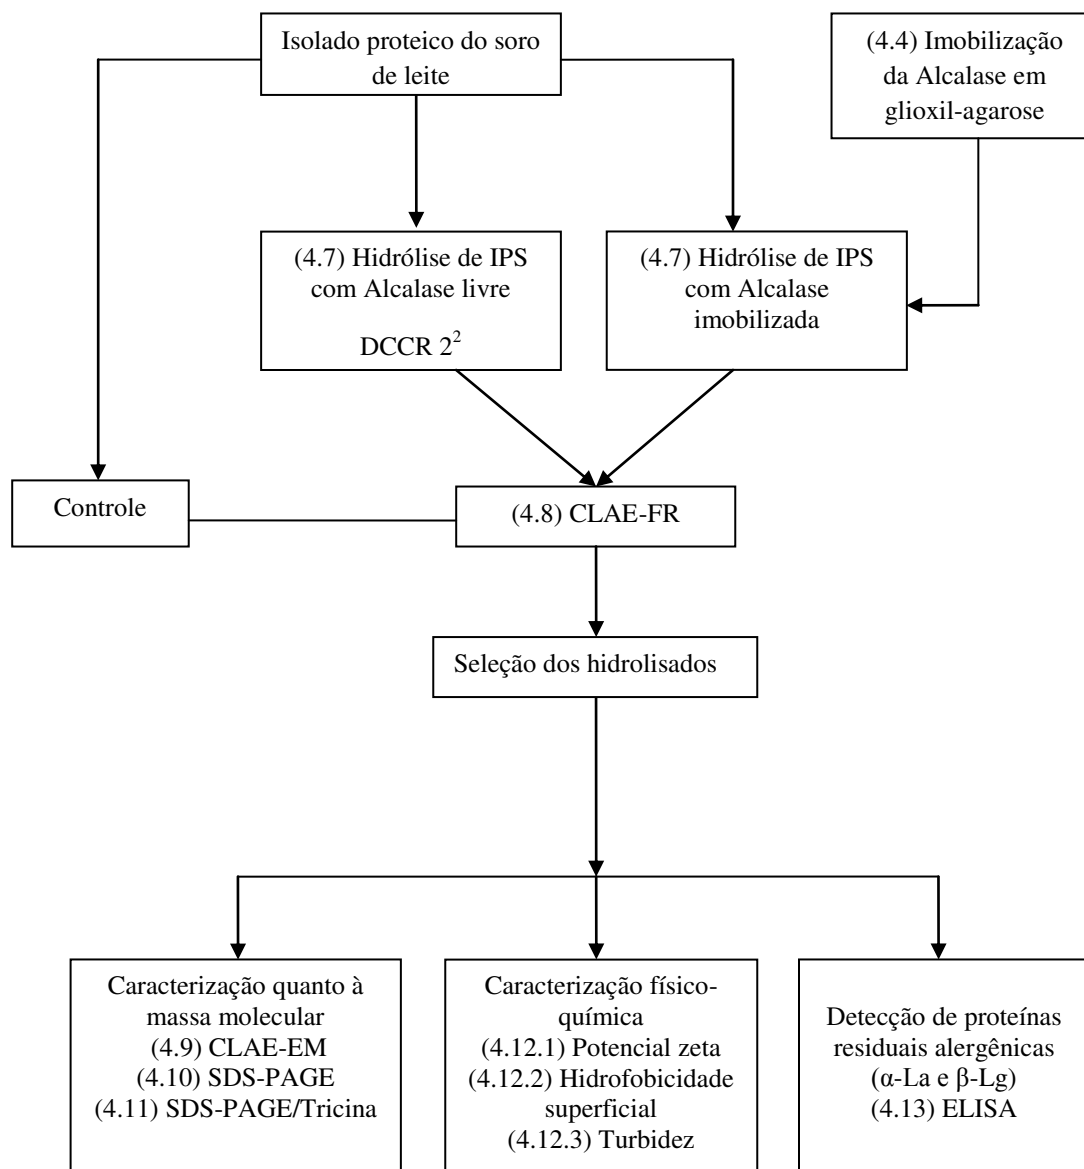 Isolado proteico do soro
de leite
(4.4) Imobilização
da Alcalase em
glioxil-agarose
(4.7) Hidrólise de IPS
com Alcalase livre
DCCR 2²
(4.7) Hidrólise de IPS
com Alcalase
imobilizada
Controle
(4.8) CLAE-FR
Seleção dos hidrolisados
Caracterização quanto à
massa molecular
(4.9) CLAE-EM
(4.10) SDS-PAGE
(4.11) SDS-PAGE/Tricina
Caracterização físico-
química
(4.12.1) Potencial zeta
(4.12.2) Hidrofobicidade
superficial
(4.12.3) Turbidez
Detecção de proteínas
residuais alergênicas
(α-La e β-Lg)
(4.13) ELISA